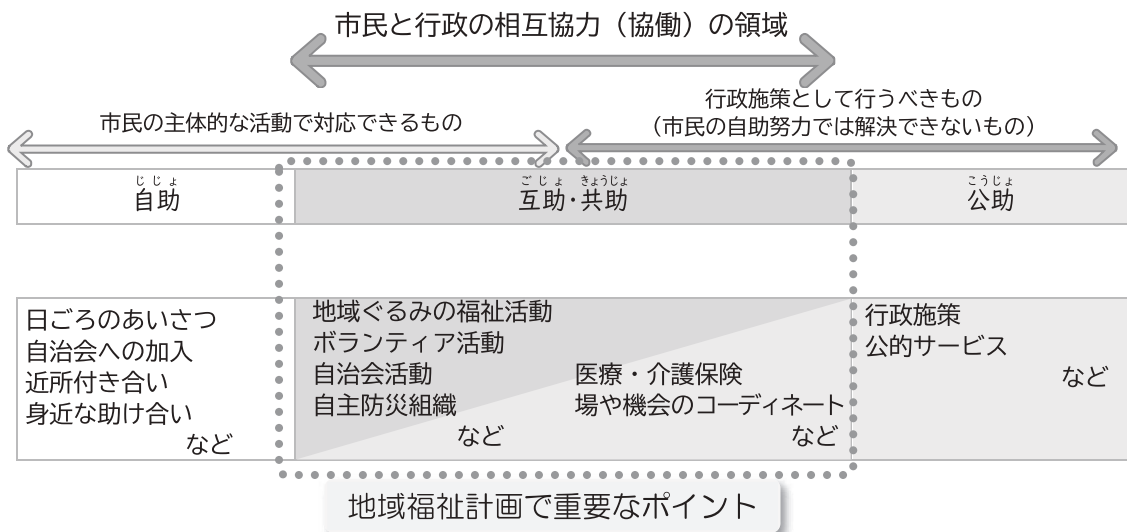 市民と行政の相互協力（協働）の領域
市民の主体的な活動で対応できるもの
行政施策として行うべきもの
（市民の自助努力では解決できないもの）
じじょ
自助
ごじょ きょうじょ
互助・共助
こうじょ
公助
日ごろのあいさつ
自治会への加入
近所付き合い
身近な助け合い
など
地域ぐるみの福祉活動
ボランティア活動
自治会活動
自主防災組織
など
医療・介護保険
場や機会のコーディネート
など
行政施策
公的サービス
など
地域福祉計画で重要なポイント